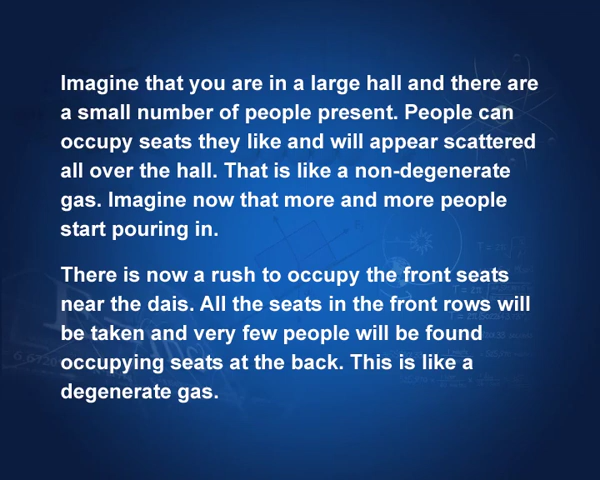 Imagine that you are in a large hall and there are
a small number of people present. People can
occupy seats they like and will appear scattered
all over the hall. That is like a non-degenerate
gas. Imagine now that more and more people
start pouring in.
There is now a rush to occupy the front seats
near the dais. All the seats in the front rows will
be taken and very few people will be found
occupying seats at the back. This is like a
degenerate gas.